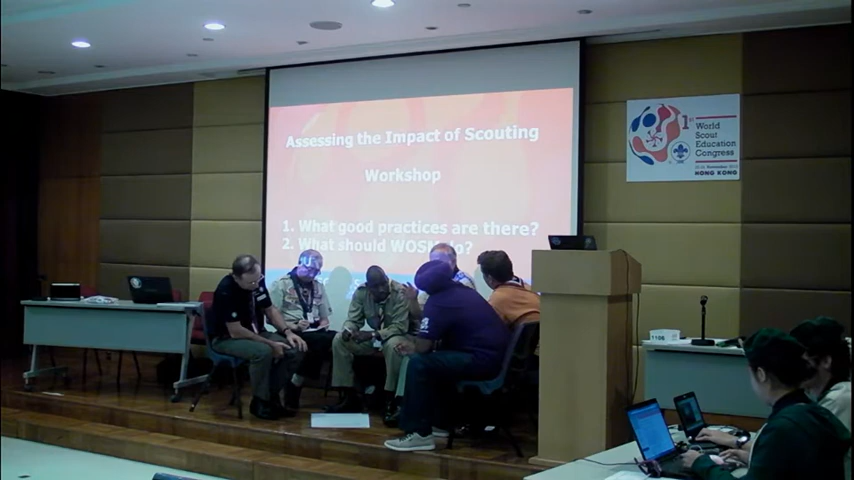 Assessing the Impact of Scouting
Workshop
1. What good practices are there?
2. What should WOSM do?
1st World
Scout
Education
Congress
HONG KONG